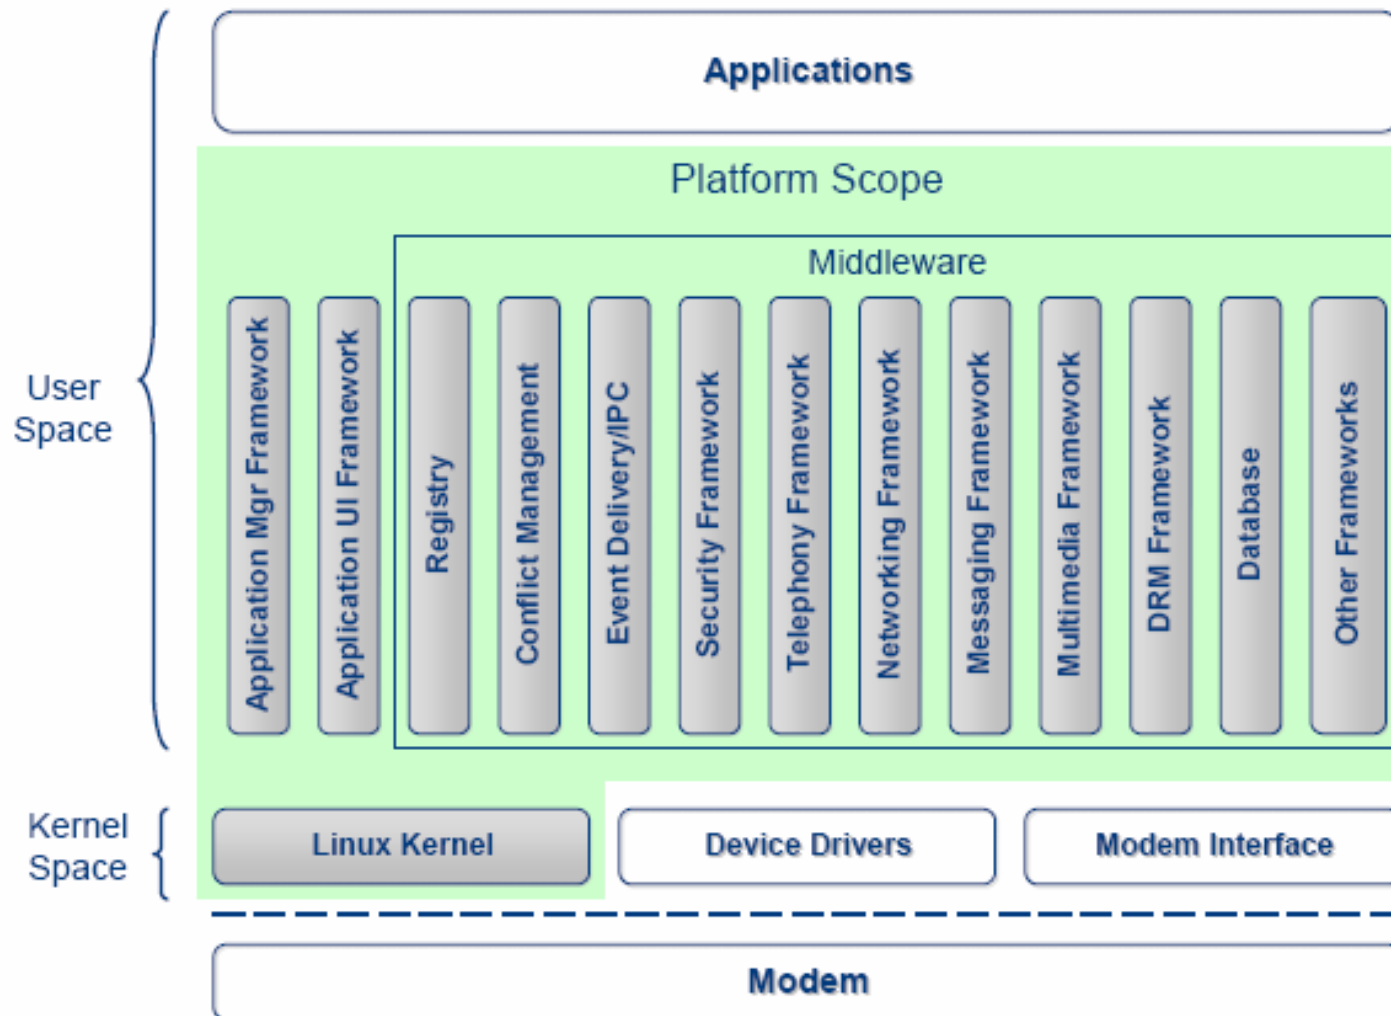 Applications
Platform Scope
Middleware
User
Space
Application Mgr Framework
Application UI Framework
Registry
Conflict Management
Event Delivery/IPC
Security Framework
Telephony Framework
Networking Framework
Messaging Framework
Multimedia Framework
DRM Framework
Database
Other Frameworks
Kernel
Space
Linux Kernel
Device Drivers
Modem Interface
Modem